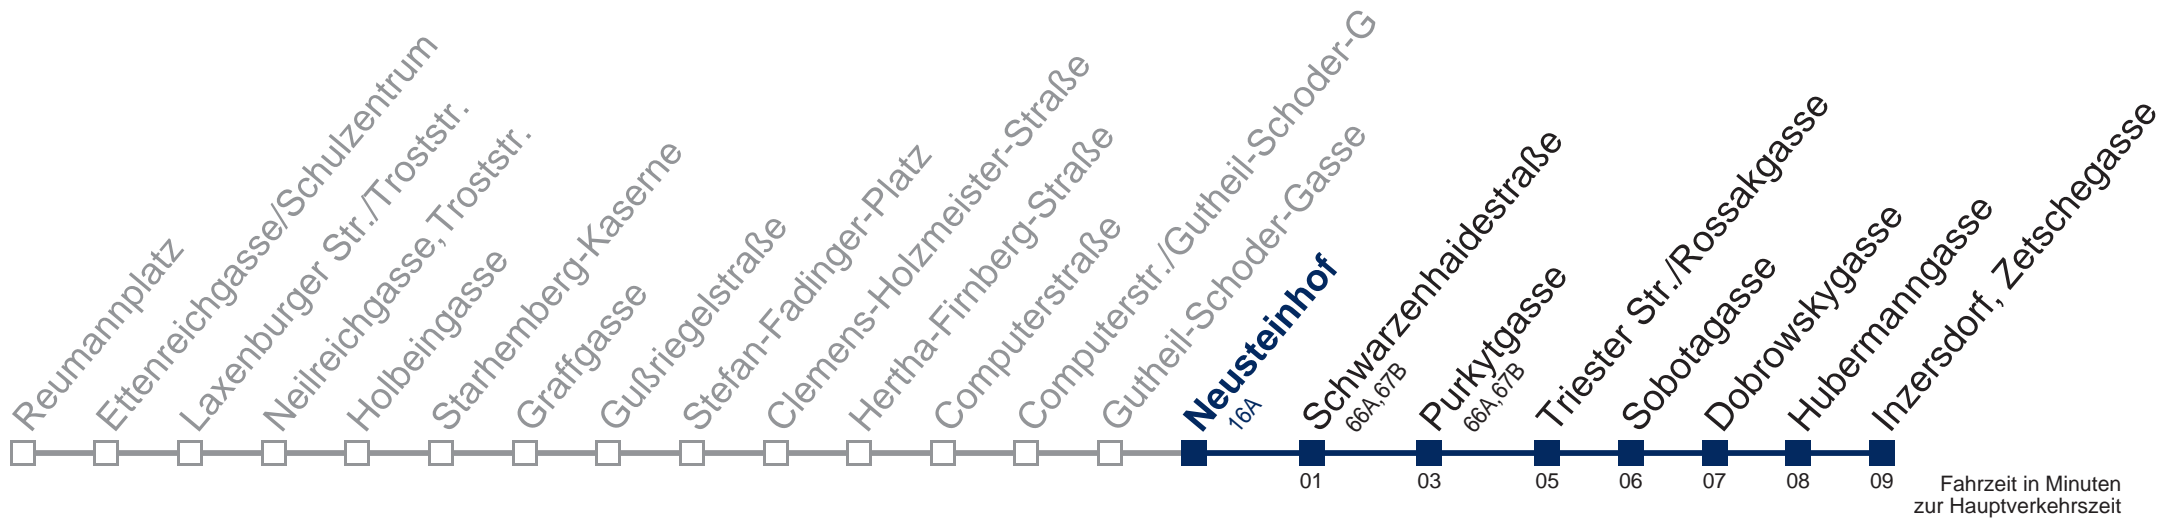 Reumannplatz
Ettenreichgasse/Schulzentrum
Laxenburger Str./Troststr.
Neilreichgasse, Troststr.
Holbeingasse
Starhemberg-Kaserne
Graffgasse
Gußriegelstraße
Stefan-Fadinger-Platz
Clemens-Holzmeister-Straße
Hertha-Firnberg-Straße
Computerstraße
Computerstr./Gutheil-Schoder-G
Gutheil-Schoder-Gasse
Neusteinhof
16A
Schwarzenhaidestraße
66A,67B
Purkytgasse
66A,67B
Triester Str./Rossakgasse
Sobotagasse
Dobrowskygasse
Hubermanngasse
Inzersdorf, Zetschegasse
01 03 05 06 07 08 09
Fahrzeit in Minuten
zur Hauptverkehrszeit